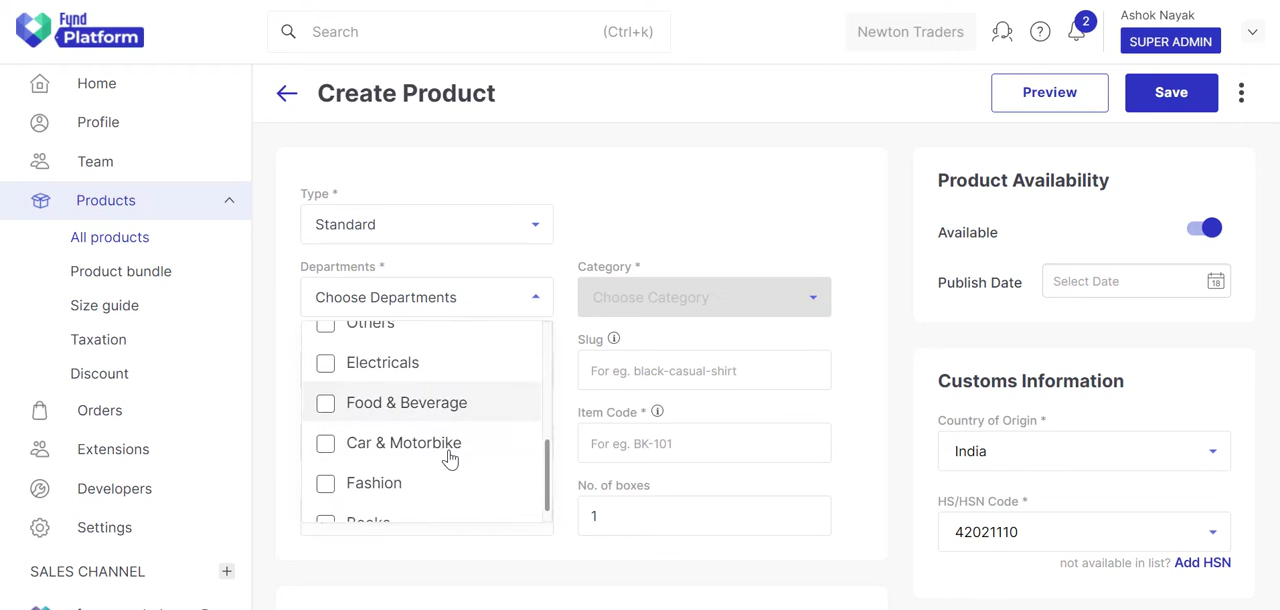 Fynd
Platform
Search
(Ctrl+k)
Newton Traders
2
Ashok Nayak
SUPER ADMIN
Home
Profile
Team
Products
All products
Product bundle
Size guide
Taxation
Discount
Orders
Extensions
Developers
Settings
SALES CHANNEL
Create Product
Preview
Save
Type *
Standard
Departments *
Choose Departments
Others
Electricals
Food & Beverage
Car & Motorbike
Fashion
Books
Category *
Choose Category
Slug
For eg. black-casual-shirt
Item Code *
For eg. BK-101
No. of boxes
1
Product Availability
Available
Publish Date
Select Date
18
Customs Information
Country of Origin *
India
HS/HSN Code *
42021110
not available in list? Add HSN